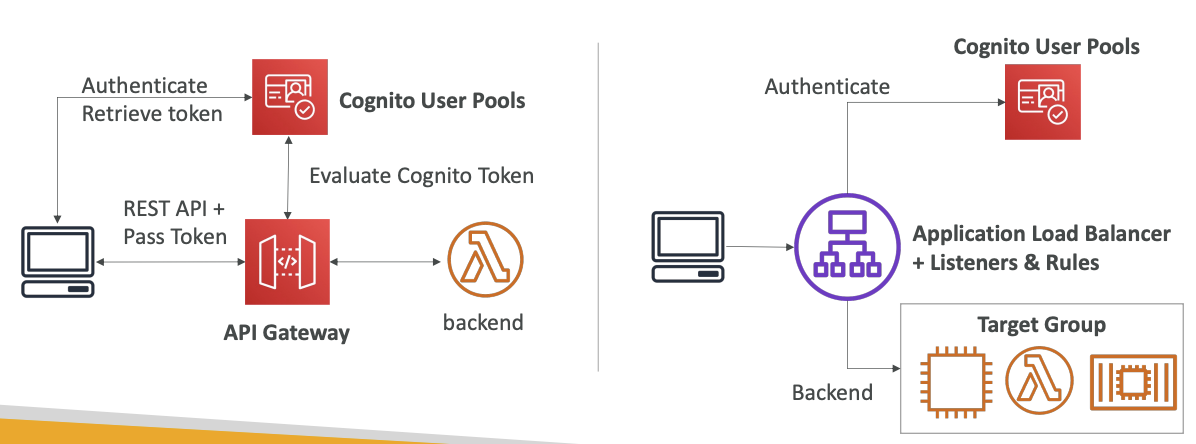 Authenticate
Retrieve token
Cognito User Pools
Evaluate Cognito Token
REST API +
Pass Token
API Gateway
backend
Cognito User Pools
Authenticate
Application Load Balancer
+ Listeners & Rules
Target Group
Backend